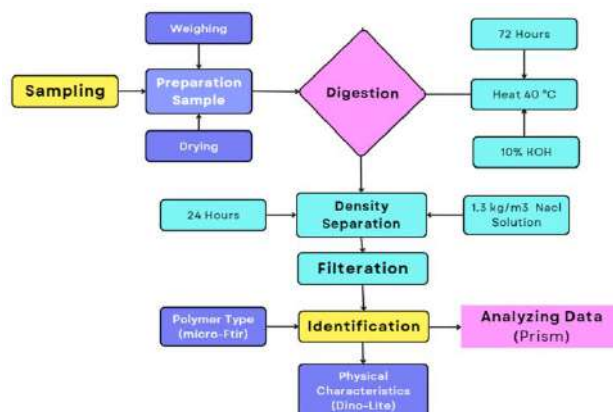 Weighing
72 Hours
Sampling
Preparation
Sample
Digestion
Heat 40 °C
Drying
10% KOH
24 Hours
Density
Separation
1.3 kg/m3 Nacl
Solution
Filteration
Polymer Type
(micro-Ftir)
Identification
Analyzing Data
(Prism)
Physical
Characteristics
(Dino-Lite)